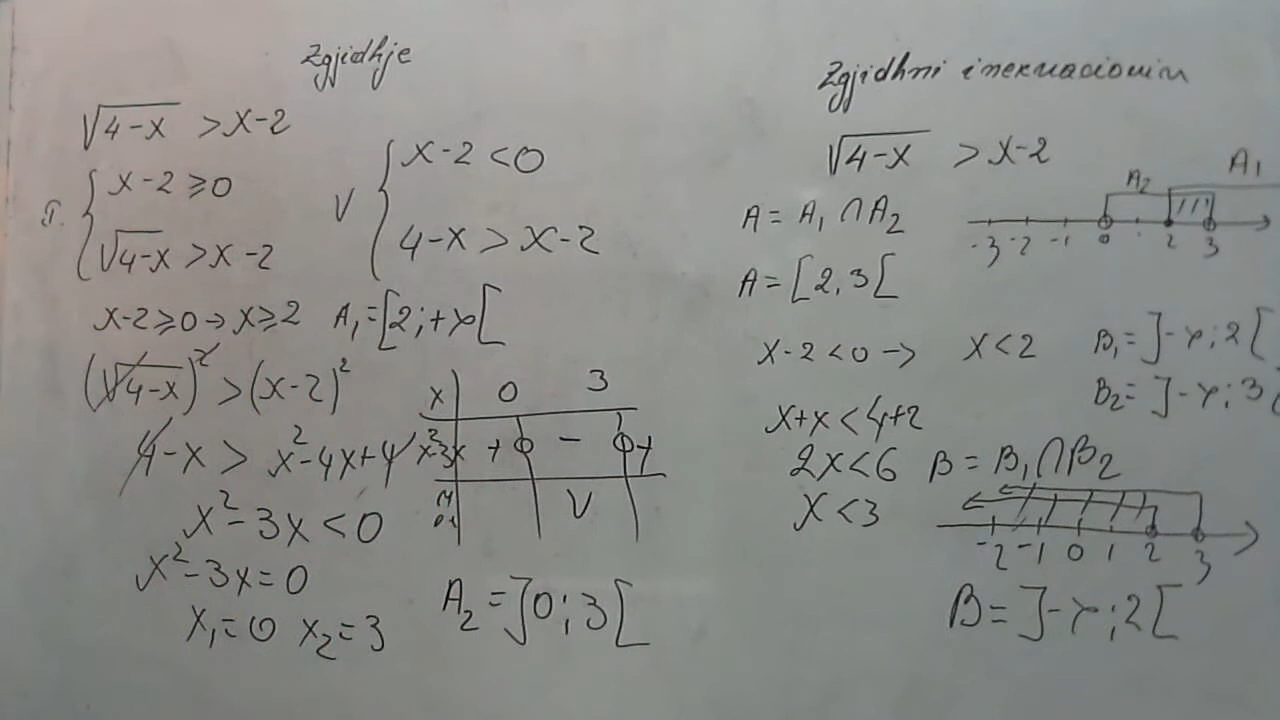 Zgjidhje
√4-x > x-2
I. { x-2 ≥ 0
√4-x > x-2
V { x-2 < 0
4-x > x-2
x-2 ≥ 0 → x ≥ 2 A₁ = [2; +∞[
(√4-x)² > (x-2)²
4-x > x²-4x+4
x²-3x < 0
x²-3x = 0
x₁ = 0 x₂ = 3
x 0 3
x²-3x + 0 - 0 +
V
A₂ = ]0; 3[
Zgjidhni inekuacionin
√4-x > x-2
A = A₁ ∩ A₂
A = [2, 3[
A₂ A₁
-3 -2 -1 0 2 3
x-2 < 0 → x < 2 B₁ = ]-∞; 2[
B₂ = ]-∞; 3[
x+x < 4+2
2x < 6 B = B₁ ∩ B₂
x < 3
-2 -1 0 1 2 3
B = ]-∞; 2[